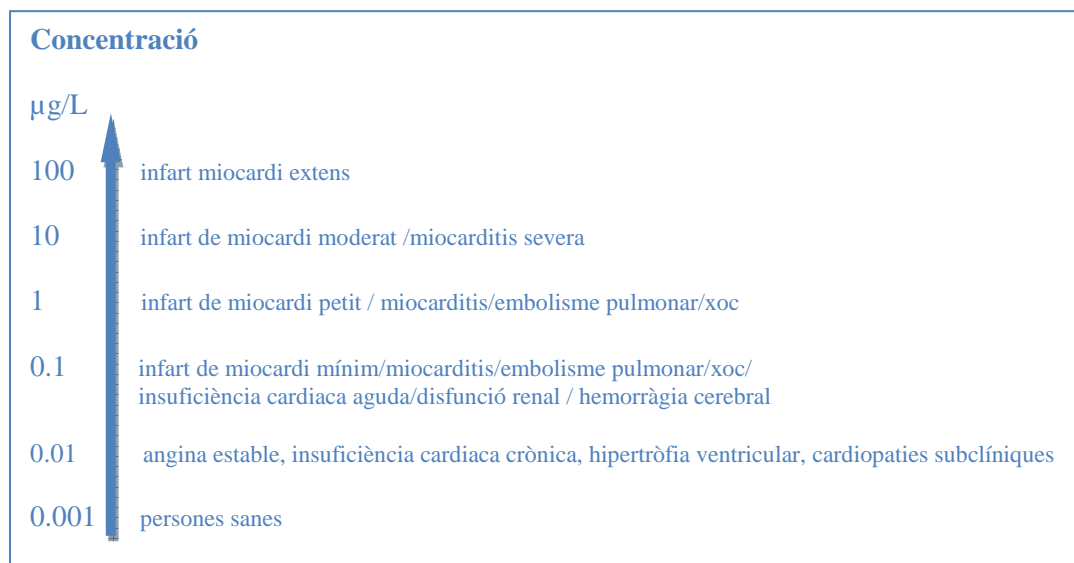 Concentració
µg/L
100 infart miocardi extens
10 infart de miocardi moderat /miocarditis severa
1 infart de miocardi petit / miocarditis/embolisme pulmonar/xoc
0.1 infart de miocardi mínim/miocarditis/embolisme pulmonar/xoc/
insuficiència cardiaca aguda/disfunció renal / hemorràgia cerebral
0.01 angina estable, insuficiència cardiaca crònica, hipertròfia ventricular, cardiopaties subclíniques
0.001 persones sanes